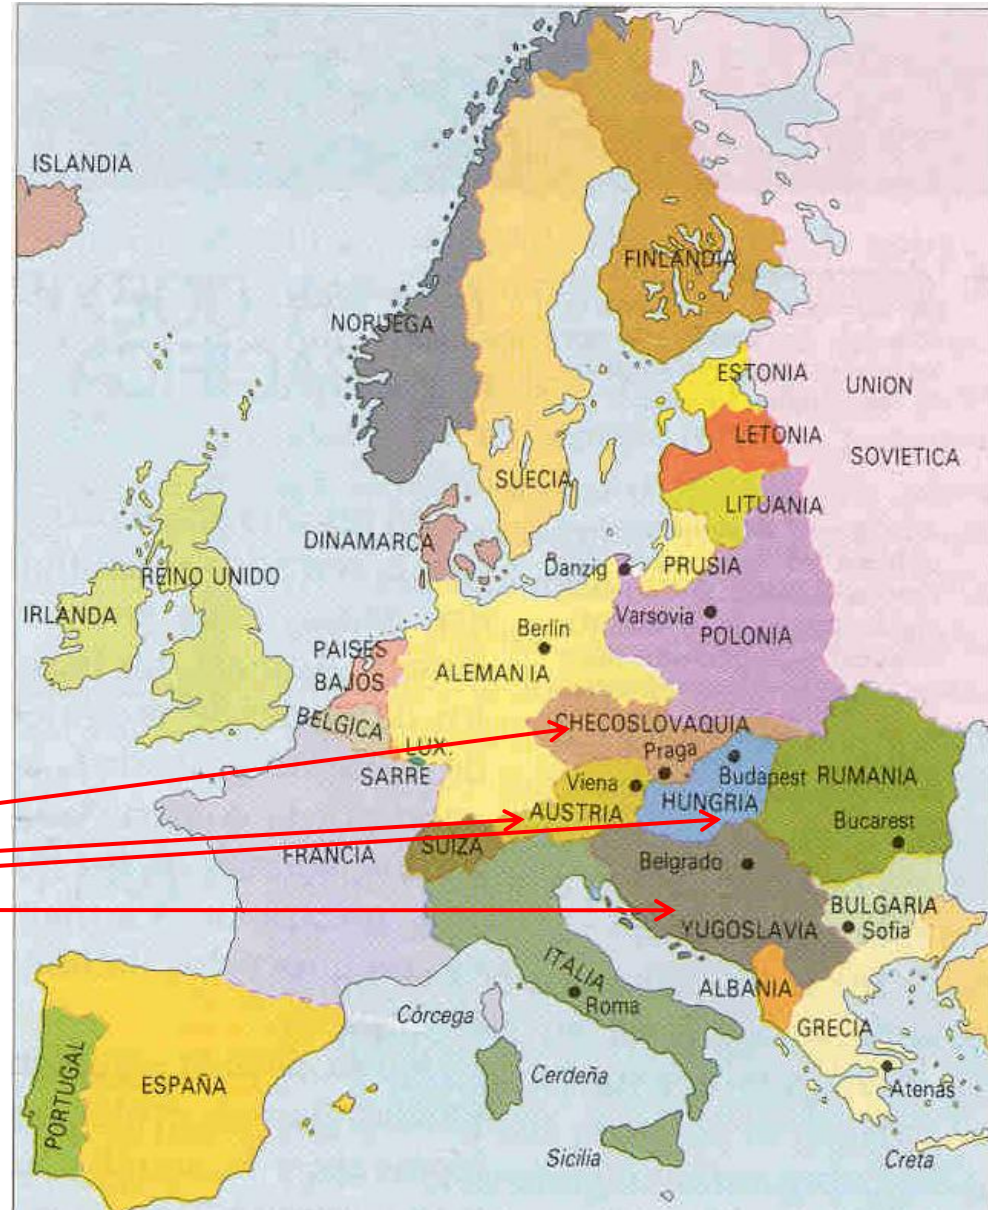 ISLANDIA
FINLANDIA
NORUEGA
ESTONIA
UNION
LETONIA
SOVIETICA
SUECIA
LITUANIA
DINAMARCA
Danzig
PRUSIA
REINO UNIDO
IRLANDA
Varsovia
POLONIA
Berlín
PAISES
BAJOS
ALEMANIA
BELGICA
CHECOSLOVAQUIA
LUX.
Praga
SARRE
Viena
Budapest
RUMANIA
AUSTRIA
HUNGRIA
Bucarest
FRANCIA
SUIZA
Belgrado
BULGARIA
YUGOSLAVIA
Sofia
ITALIA
ALBANIA
Roma
Córcega
GRECIA
PORTUGAL
ESPAÑA
Cerdeña
Atenas
Sicilia
Creta